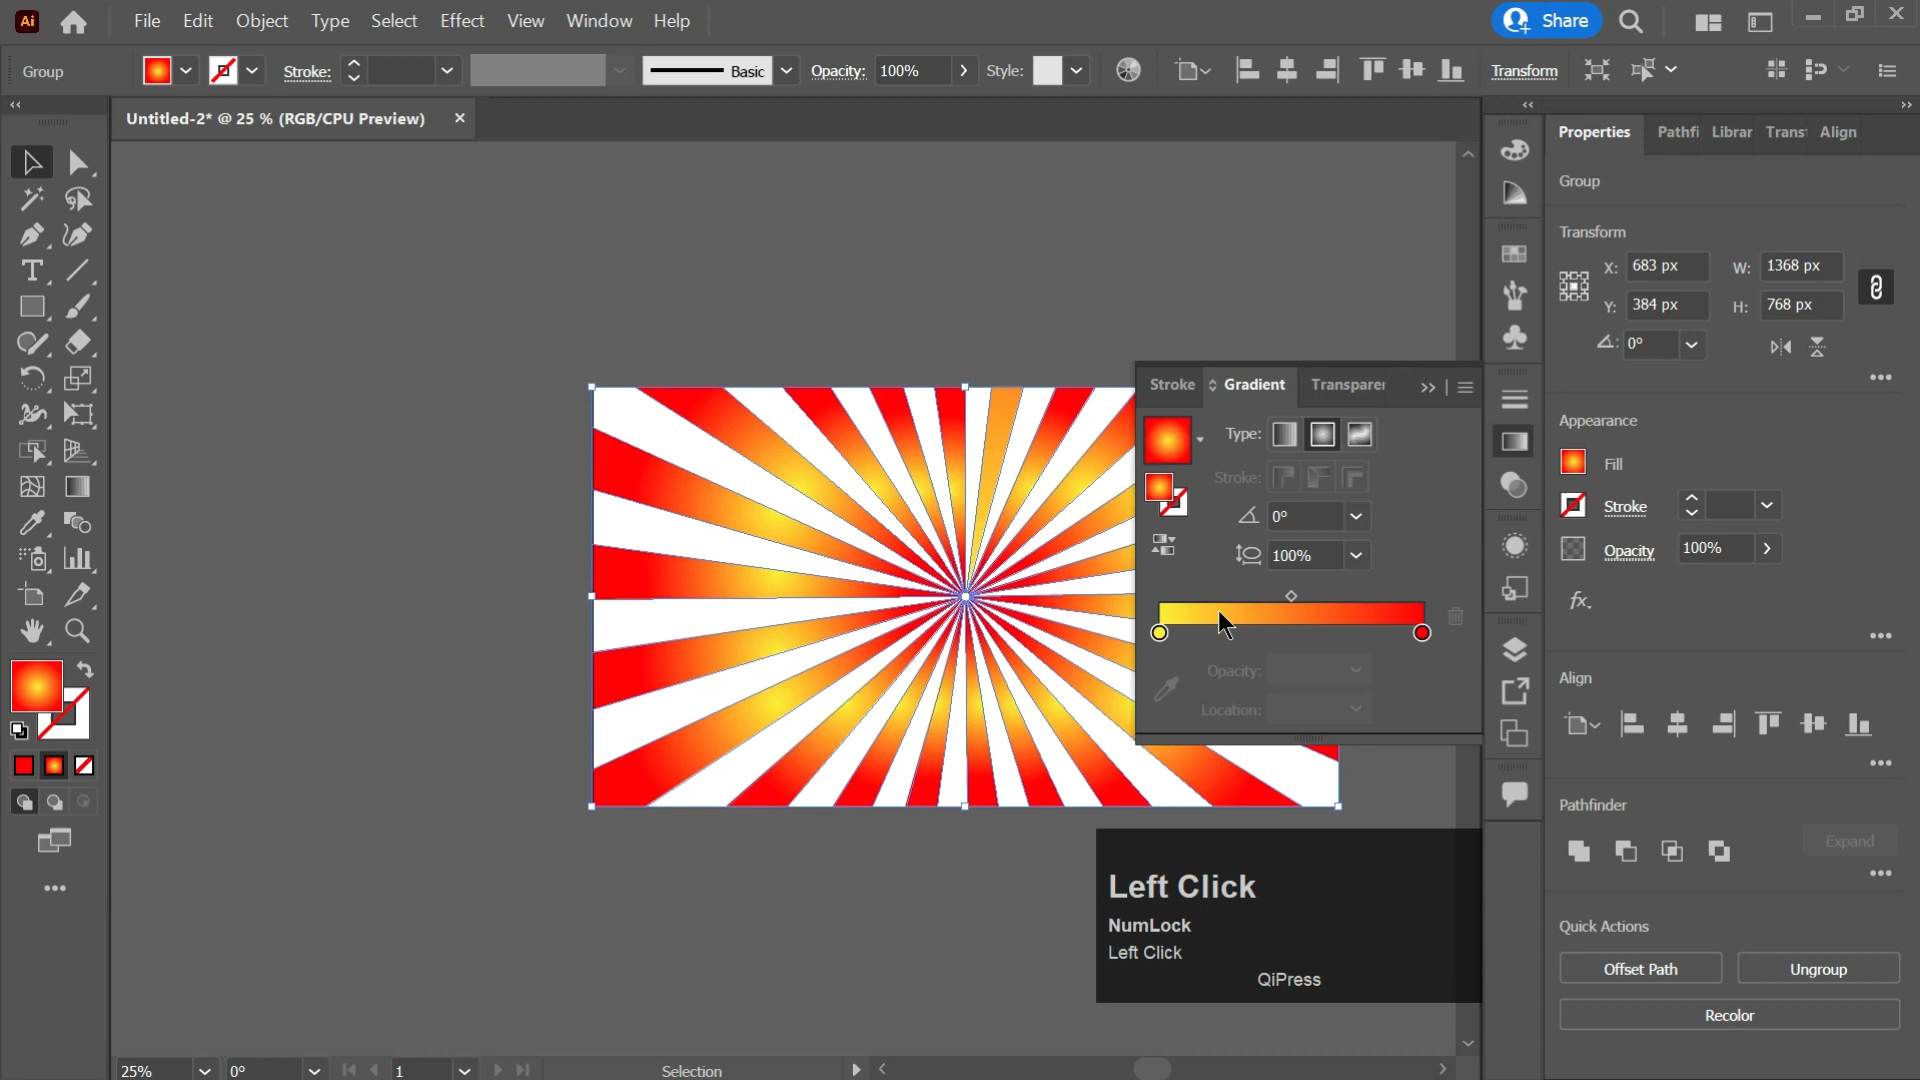 Ai File Edit Object Type Select Effect View Window Help Share
Group Stroke: Basic Opacity: 100% Style: Transform
Untitled-2* @ 25 % (RGB/CPU Preview)
Properties Pathfi Librar Trans Align
Group
Transform
X: 683 px W: 1368 px
Y: 384 px H: 768 px
0°
Stroke Gradient Transparer
Type:
Stroke:
0°
100%
Opacity:
Location:
Appearance
Fill
Stroke
Opacity 100%
fx
Align
Pathfinder
Expand
Quick Actions
Offset Path Ungroup
Recolor
Left Click
NumLock
Left Click
QiPress
25% 0° 1 Selection